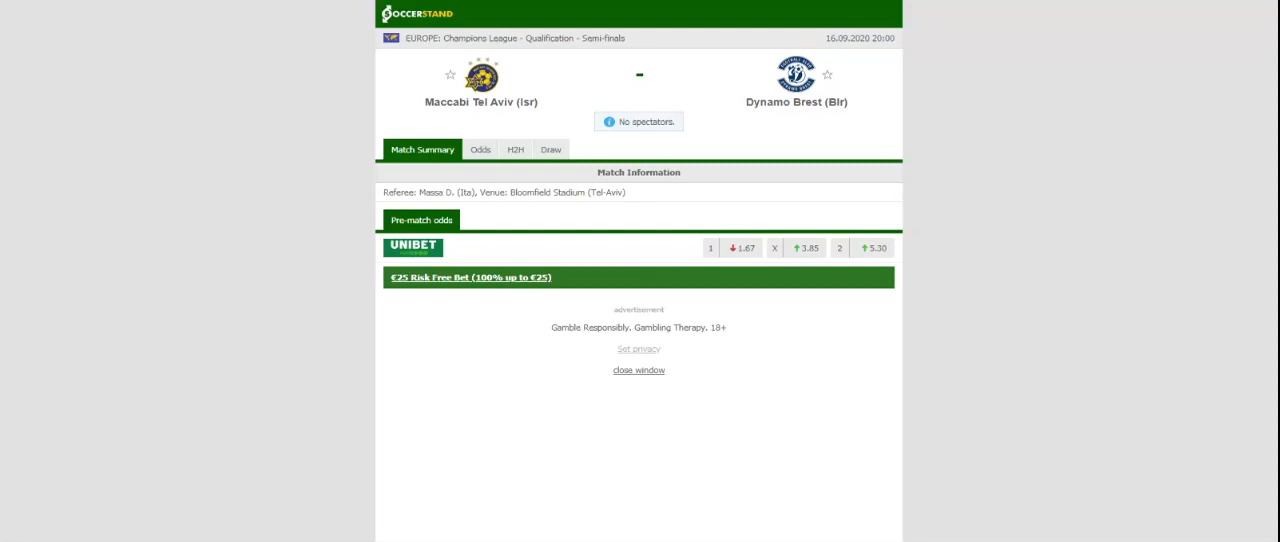 SOCCERSTAND
EUROPE: Champions League - Qualification - Semi-finals 16.09.2020 20:00
-
Maccabi Tel Aviv (Isr) Dynamo Brest (Blr)
No spectators.
Match Summary Odds H2H Draw
Match Information
Referee: Massa D. (Ita), Venue: Bloomfield Stadium (Tel-Aviv)
Pre-match odds
UNIBET 1 1.67 X 3.85 2 5.30
€25 Risk Free Bet (100% up to €25)
advertisement
Gamble Responsibly. Gambling Therapy. 18+
Set privacy
close window